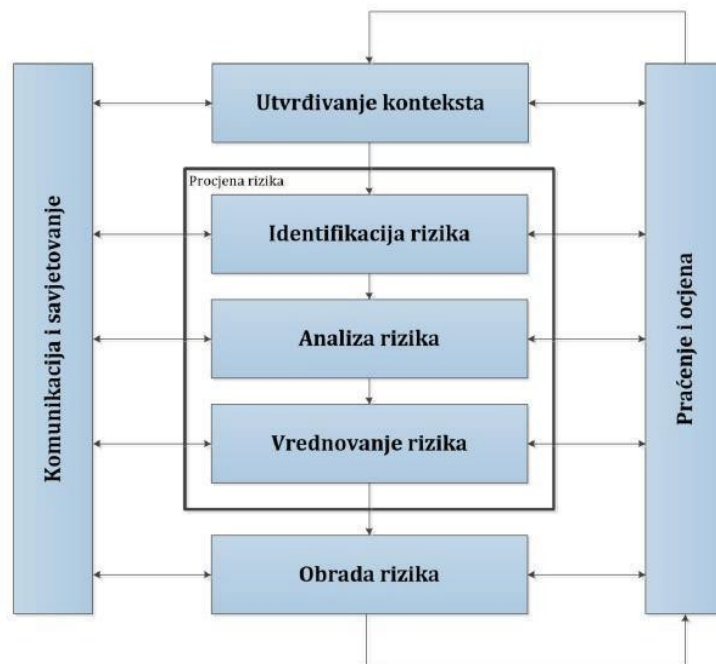 Utvrđivanje konteksta
Procjena rizika
Identifikacija rizika
Analiza rizika
Vrednovanje rizika
Obrada rizika
Komunikacija i savjetovanje
Praćenje i ocjena